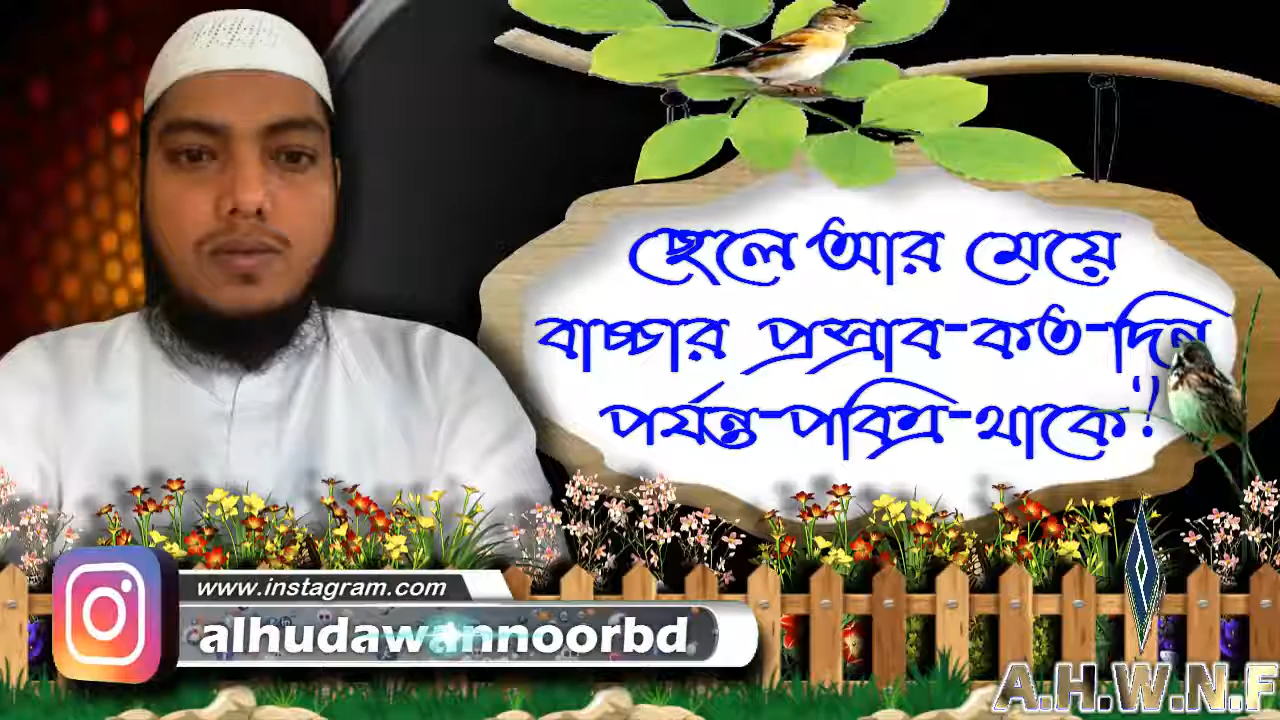 ছেলে আর মেয়ে
বাচ্চার প্রস্রাব-কত-দিন
পর্যন্ত-পবিত্র-থাকে'!
www.instagram.com
alhudawannoorbd
A.H.W.N.F